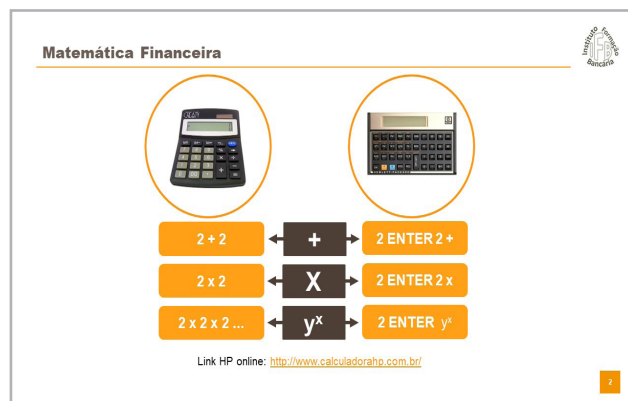 Matemática Financeira
Instituto Formação
Bancária
IFB
2 + 2
+
2 ENTER 2 +
2 x 2
X
2 ENTER 2 x
2 x 2 x 2 ...
yˣ
2 ENTER yˣ
Link HP online: http://www.calculadorahp.com.br/
2